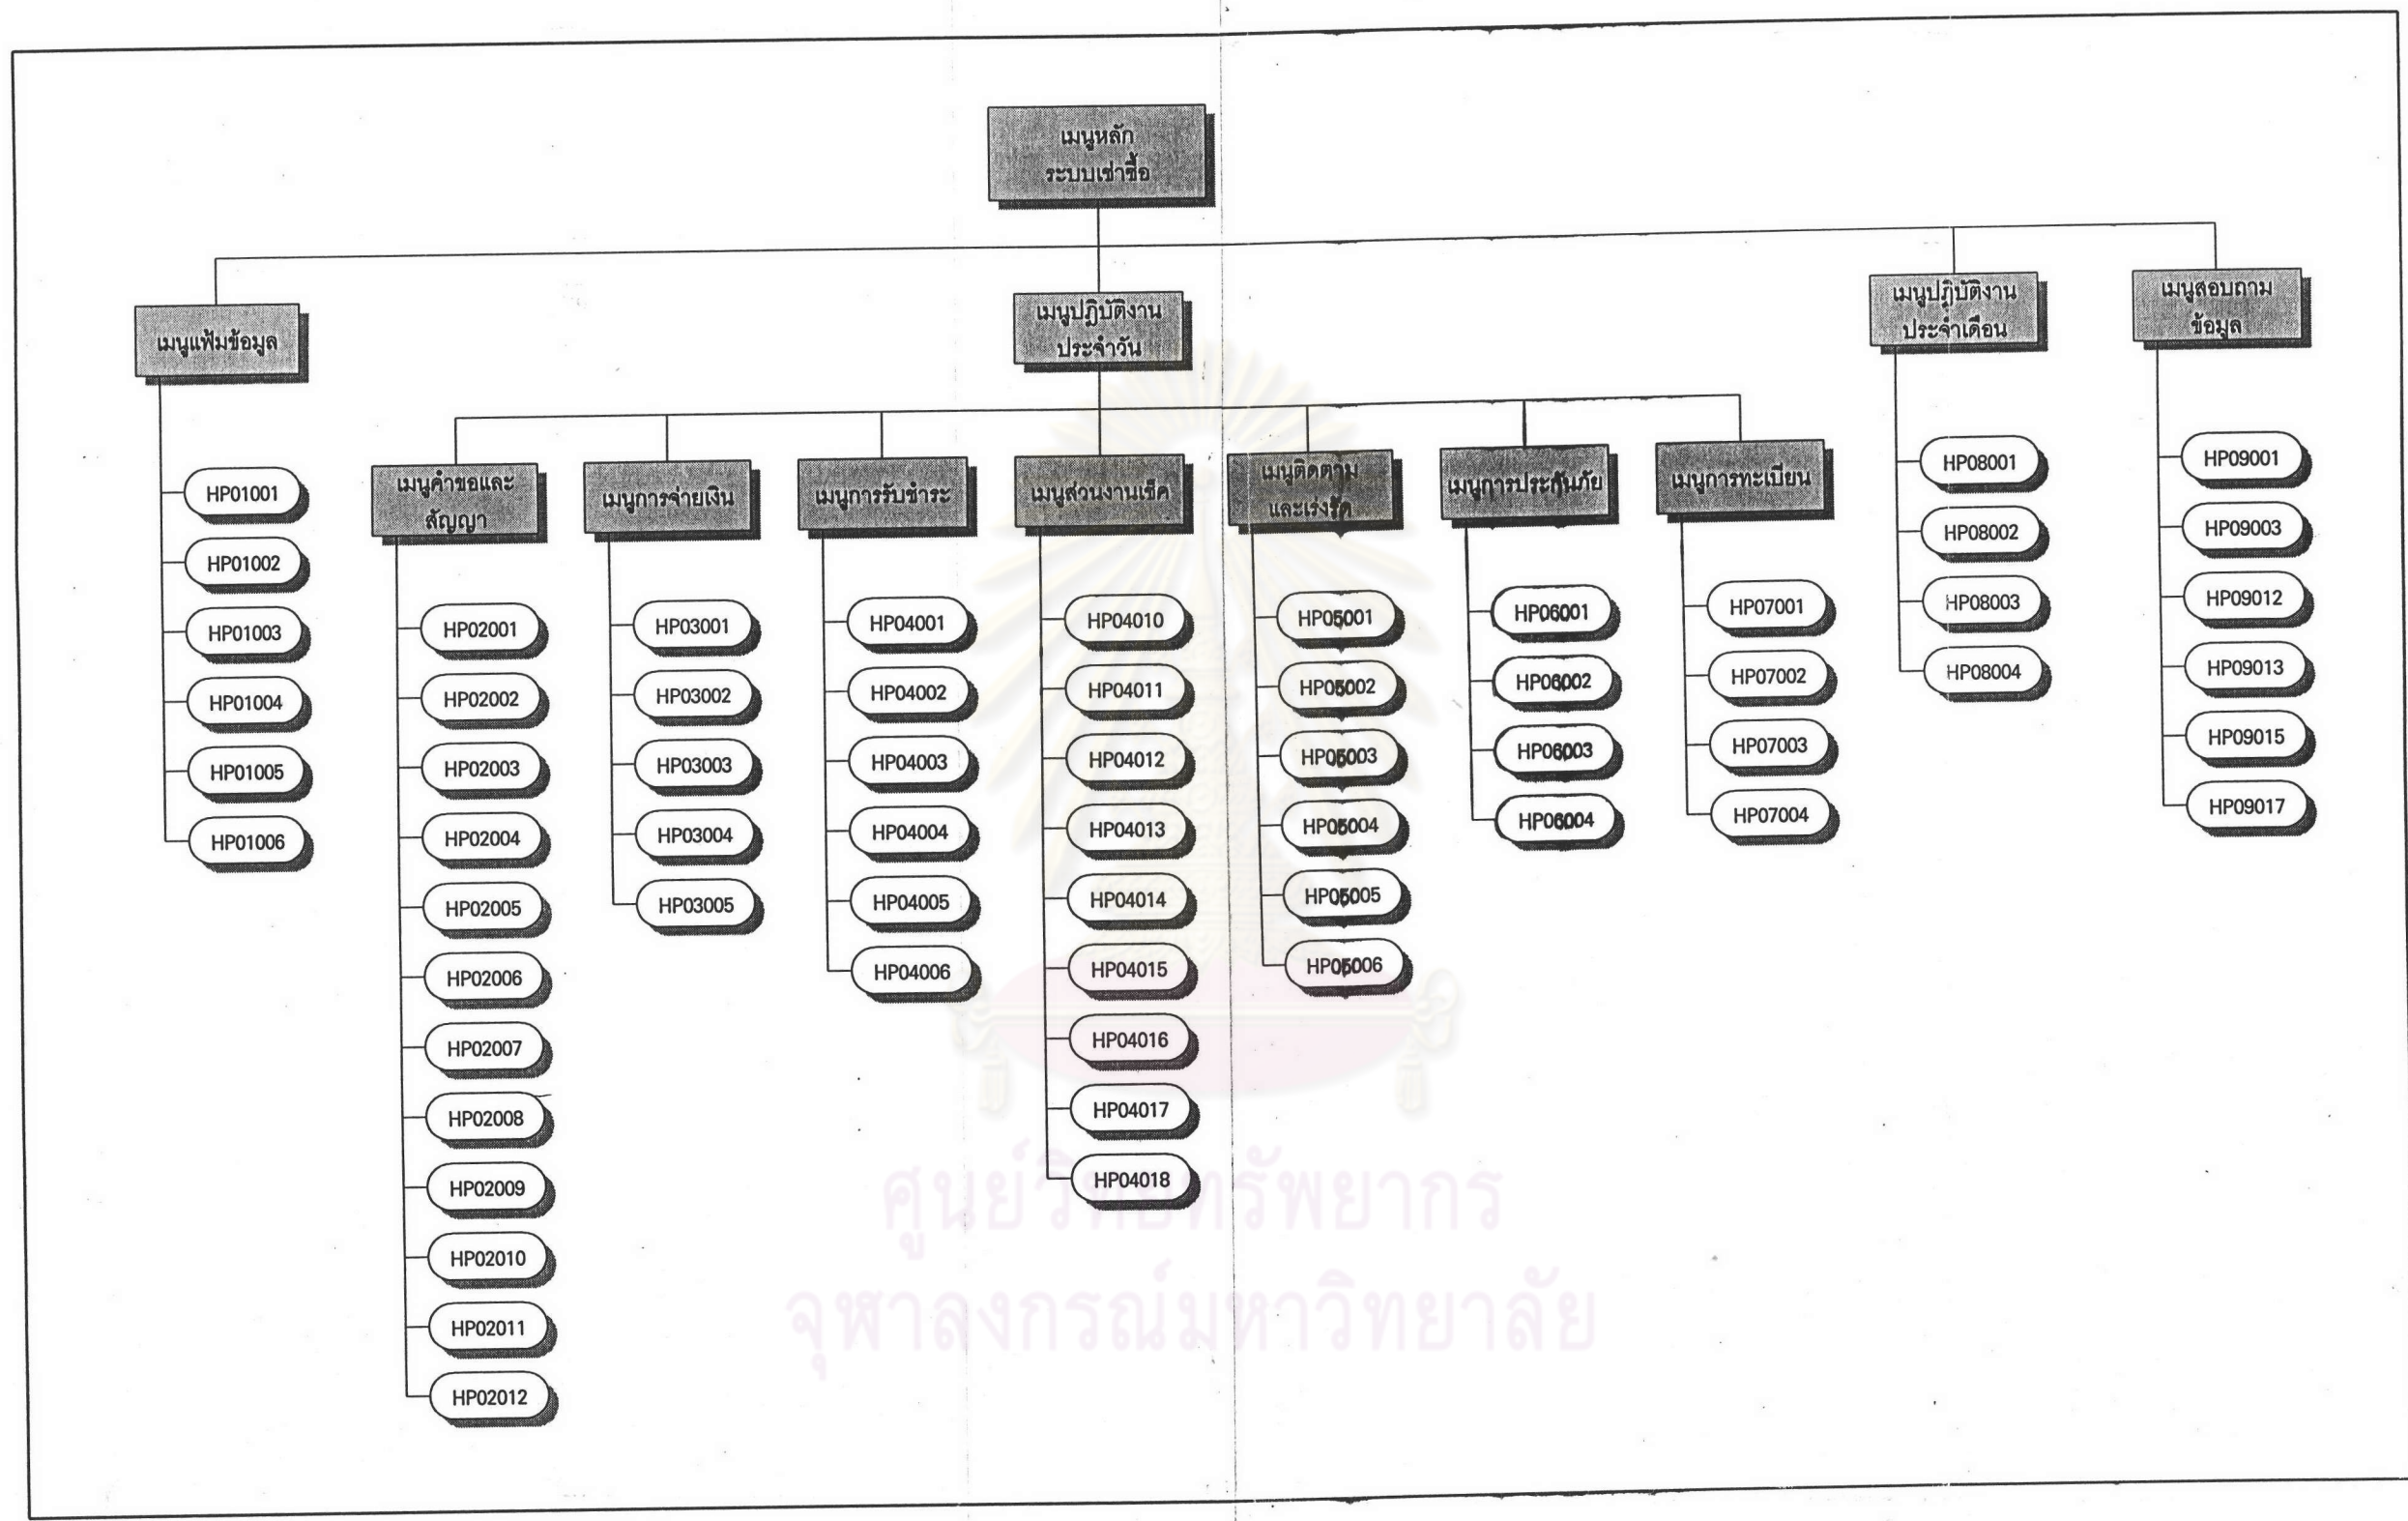 เมนูหลัก
ระบบเช่าซื้อ
เมนูแฟ้มข้อมูล
HP01001
HP01002
HP01003
HP01004
HP01005
HP01006
เมนูปฏิบัติงาน
ประจำวัน
เมนูคำขอและ
สัญญา
HP02001
HP02002
HP02003
HP02004
HP02005
HP02006
HP02007
HP02008
HP02009
HP02010
HP02011
HP02012
เมนูการจ่ายเงิน
HP03001
HP03002
HP03003
HP03004
HP03005
เมนูการรับชำระ
HP04001
HP04002
HP04003
HP04004
HP04005
HP04006
เมนูส่วนงานเช็ค
HP04010
HP04011
HP04012
HP04013
HP04014
HP04015
HP04016
HP04017
HP04018
เมนูติดตาม
และเร่งรัด
HP05001
HP05002
HP05003
HP05004
HP05005
HP05006
เมนูการประกันภัย
HP06001
HP06002
HP06003
HP06004
เมนูการทะเบียน
HP07001
HP07002
HP07003
HP07004
เมนูปฏิบัติงาน
ประจำเดือน
HP08001
HP08002
HP08003
HP08004
เมนูสอบถาม
ข้อมูล
HP09001
HP09003
HP09012
HP09013
HP09015
HP09017
ศูนย์วิทยทรัพยากร
จุฬาลงกรณ์มหาวิทยาลัย